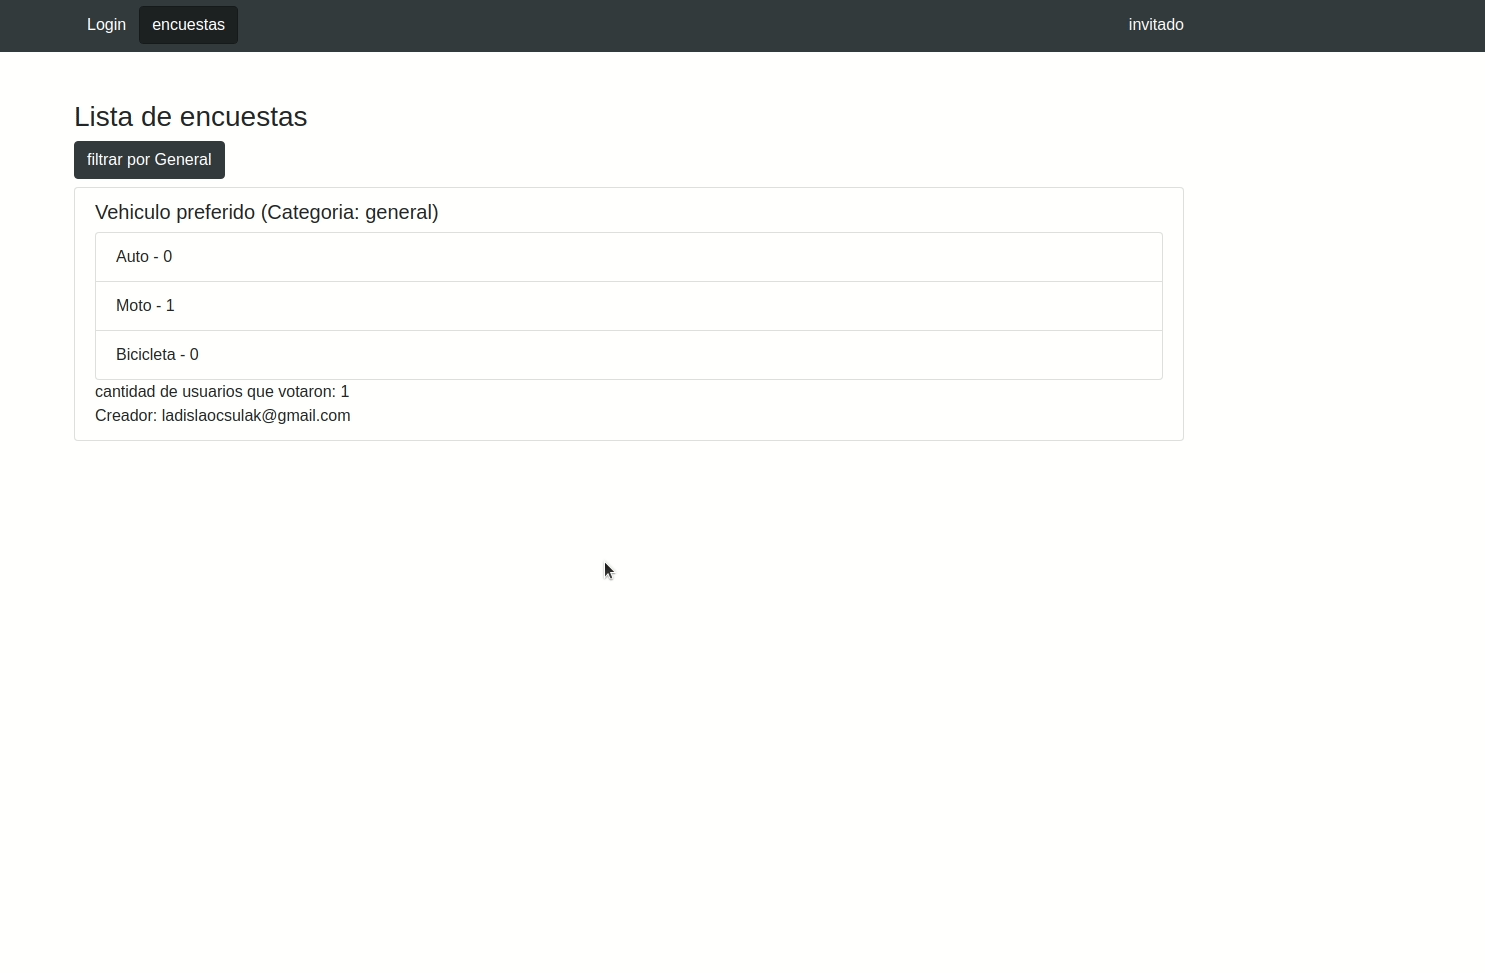 Login encuestas invitado
Lista de encuestas
filtrar por General
Vehiculo preferido (Categoria: general)
Auto - 0
Moto - 1
Bicicleta - 0
cantidad de usuarios que votaron: 1
Creador: ladislaocsulak@gmail.com